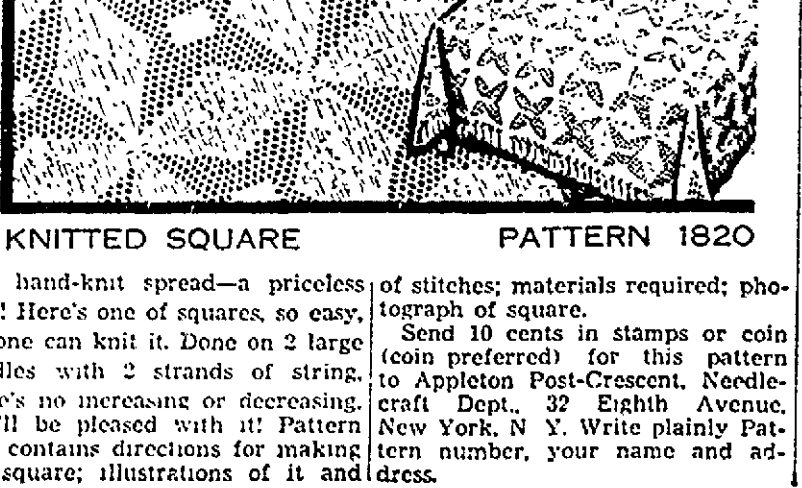 KNITTED SQUARE PATTERN 1820
hand-knit spread—a priceless
! Here's one of squares, so easy,
one can knit it. Done on 2 large
lles with 2 strands of string,
e's no increasing or decreasing.
'll be pleased with it! Pattern
contains directions for making
square; illustrations of it and
of stitches; materials required; pho-
tograph of square.
Send 10 cents in stamps or coin
(coin preferred) for this pattern
to Appleton Post-Crescent, Needle-
craft Dept., 32 Eighth Avenue,
New York, N Y. Write plainly Pat-
tern number, your name and ad-
dress.